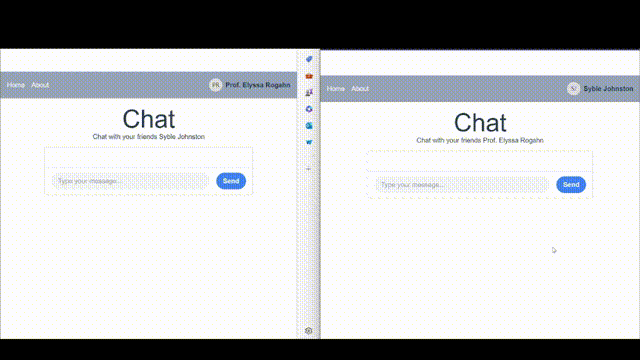 Home About PR Prof. Elyssa Rogahn
Chat
Chat with your friends Syble Johnston
Type your message... Send
Home About SJ Syble Johnston
Chat
Chat with your friends Prof. Elyssa Rogahn
Type your message... Send